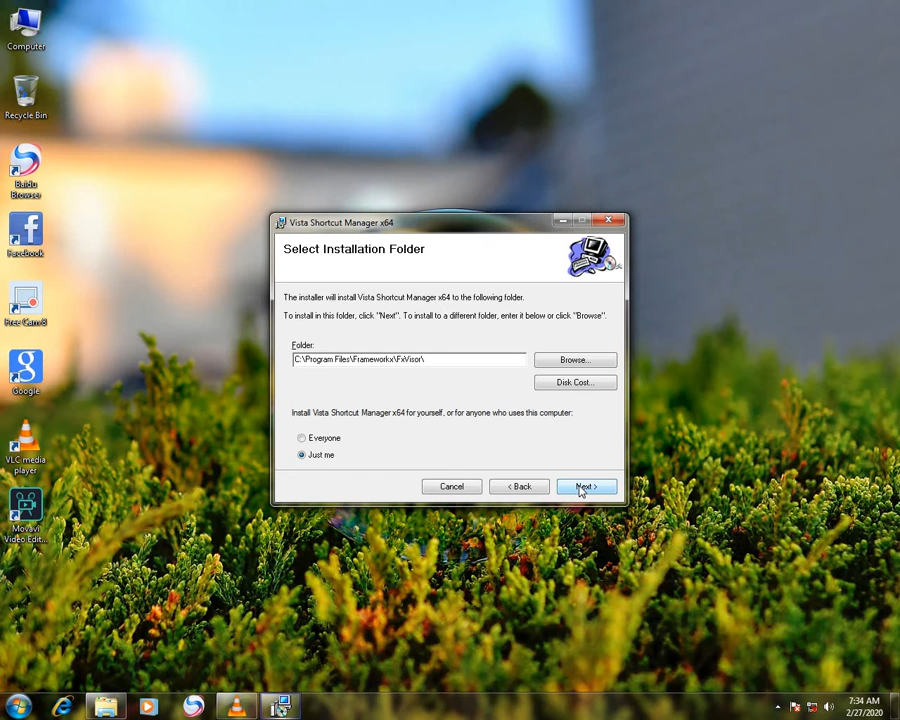 Computer
Recycle Bin
Baidu
Browser
Facebook
Free Cam 8
Google
VLC media
player
Movavi
Video Edit...
Vista Shortcut Manager x64
Select Installation Folder
The installer will install Vista Shortcut Manager x64 to the following folder.
To install in this folder, click "Next". To install to a different folder, enter it below or click "Browse".
Folder:
C:\Program Files\Frameworkx\FxVisor\
Browse...
Disk Cost...
Install Vista Shortcut Manager x64 for yourself, or for anyone who uses this computer:
Everyone
Just me
Cancel
< Back
Next >
7:34 AM
2/27/2020